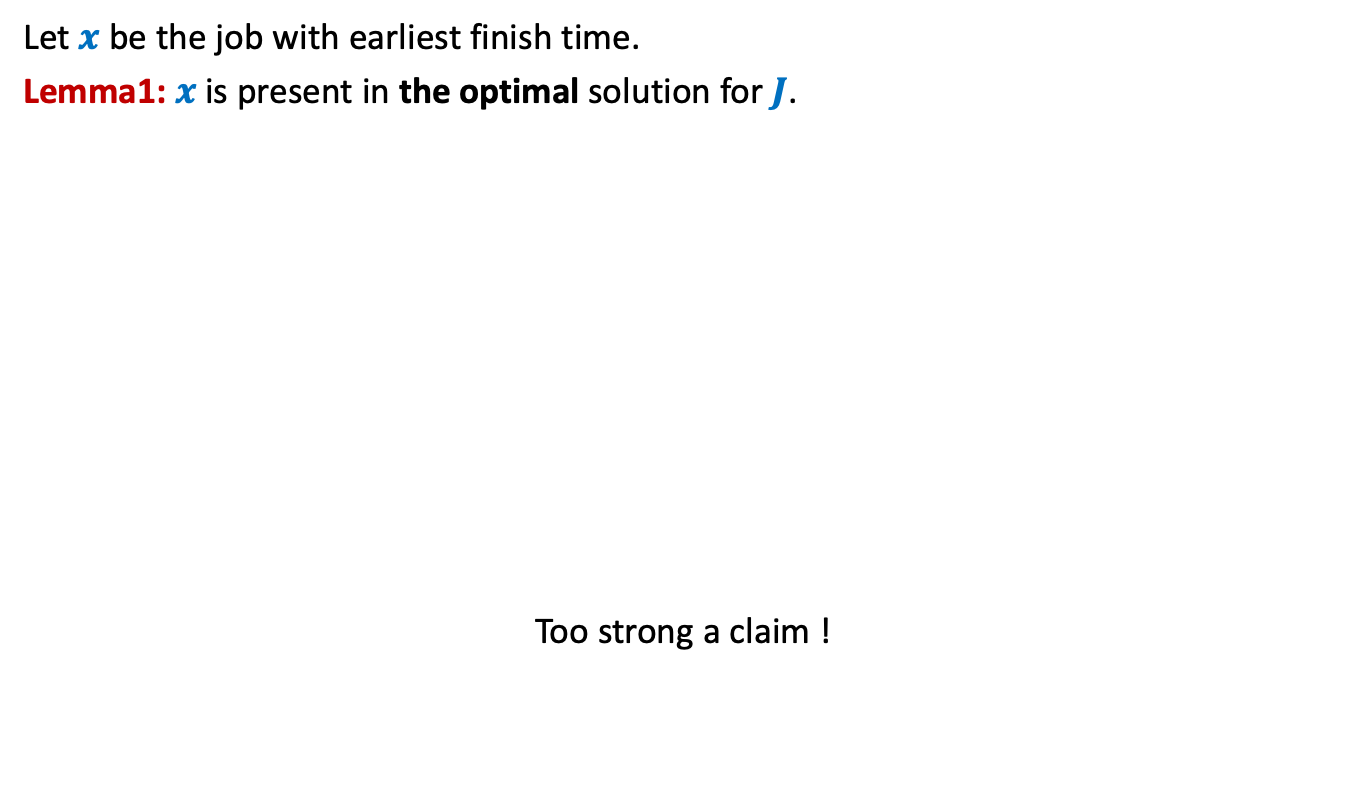 Let x be the job with earliest finish time.
Lemma1: x is present in the optimal solution for J.
Too strong a claim !